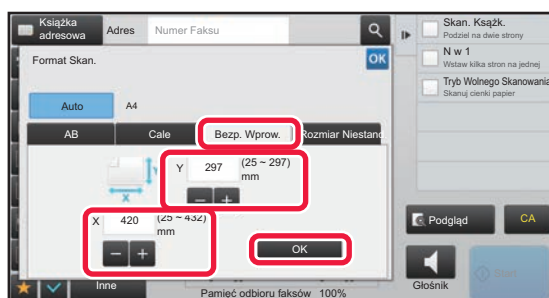 Książka
adresowa
Adres
Numer Faksu
Format Skan.
OK
Auto
A4
AB
Cale
Bezp. Wprow.
Rozmiar Niestand
Y
297
(25 ~ 297)
mm
X
420
(25 ~ 432)
mm
OK
Inne
Pamięć odbioru faksów 100%
Skan. Książk.
Podziel na dwie strony
N w 1
Wstaw kilka stron na jednej
Tryb Wolnego Skanowania
Skanuj cienki papier
Podgląd
CA
Głośnik
Start